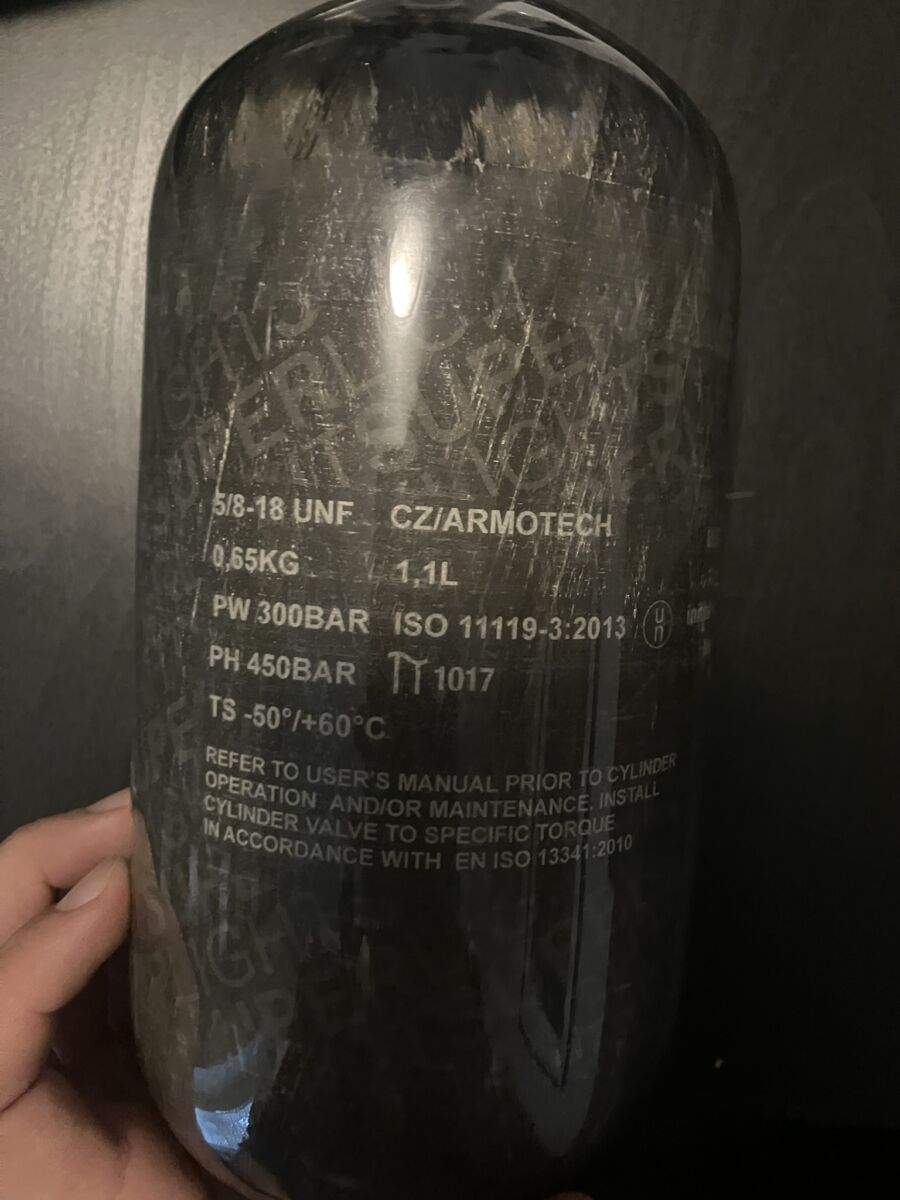 5/8-18 UNF CZ/ARMOTECH
0,65KG 1,1L
PW 300BAR ISO 11119-3:2013 un
PH 450BAR π 1017
TS -50°/+60°C
REFER TO USER'S MANUAL PRIOR TO CYLINDER
OPERATION AND/OR MAINTENANCE. INSTALL
CYLINDER VALVE TO SPECIFIC TORQUE
IN ACCORDANCE WITH EN ISO 13341:2010